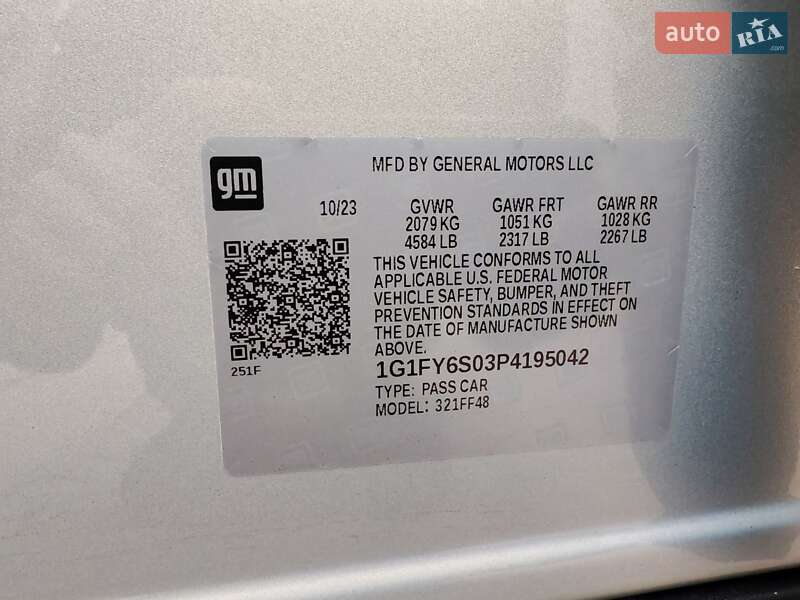 auto RIA
gm
MFD BY GENERAL MOTORS LLC
10/23 GVWR GAWR FRT GAWR RR
2079 KG 1051 KG 1028 KG
4584 LB 2317 LB 2267 LB
THIS VEHICLE CONFORMS TO ALL
APPLICABLE U.S. FEDERAL MOTOR
VEHICLE SAFETY, BUMPER, AND THEFT
PREVENTION STANDARDS IN EFFECT ON
THE DATE OF MANUFACTURE SHOWN
ABOVE.
251F
1G1FY6S03P4195042
TYPE: PASS CAR
MODEL: 321FF48